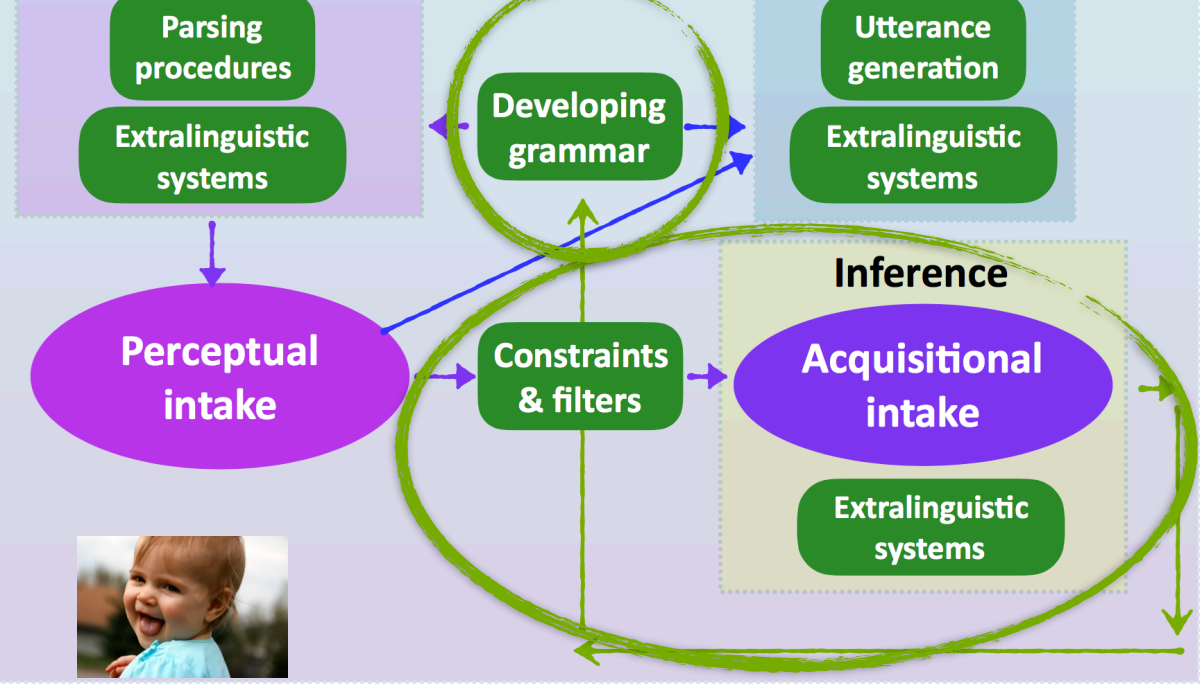 Parsing
procedures
Extralinguistic
systems
Developing
grammar
Utterance
generation
Extralinguistic
systems
Perceptual
intake
Constraints
& filters
Inference
Acquisitional
intake
Extralinguistic
systems